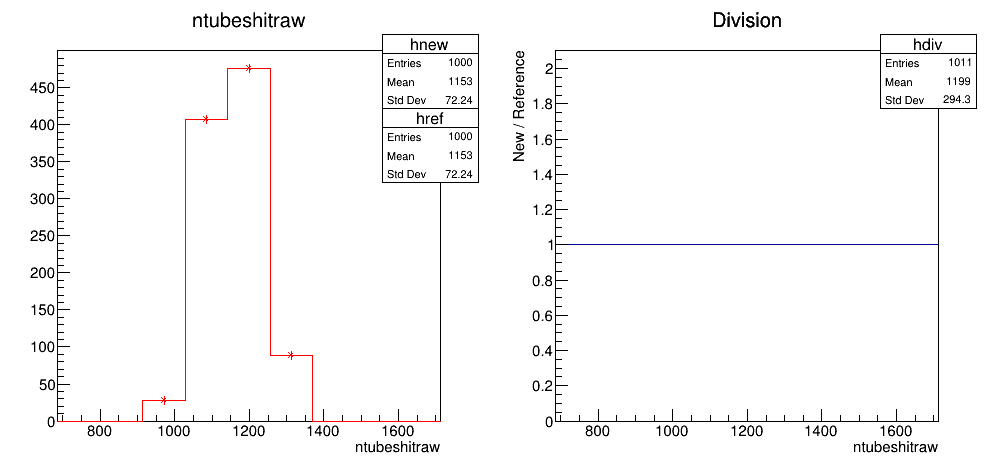 ntubeshitraw
hnew
Entries 1000
Mean 1153
Std Dev 72.24
href
Entries 1000
Mean 1153
Std Dev 72.24
450
400
350
300
250
200
150
100
50
0
800 1000 1200 1400 1600
ntubeshitraw
Division
hdiv
Entries 1011
Mean 1199
Std Dev 294.3
New / Reference
2
1.8
1.6
1.4
1.2
1
0.8
0.6
0.4
0.2
0
800 1000 1200 1400 1600
ntubeshitraw